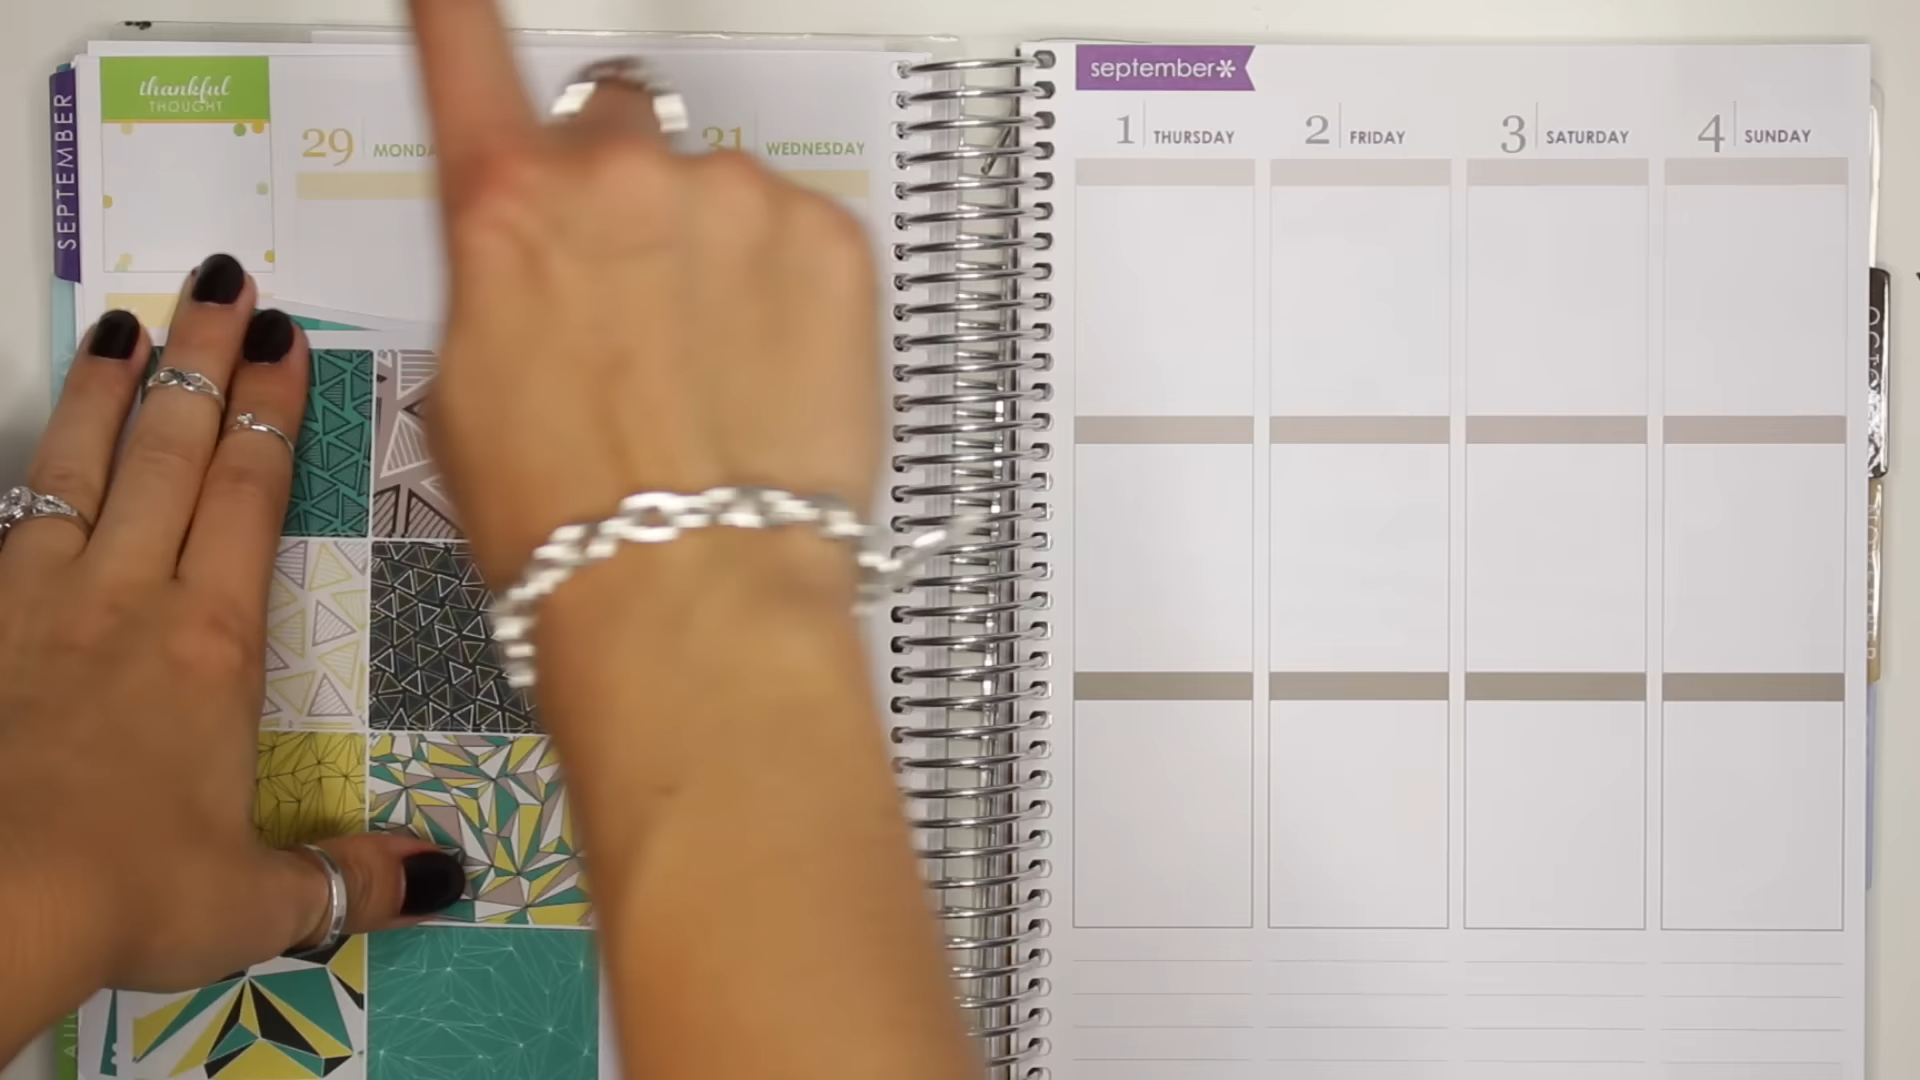 SEPTEMBER
thankful
THOUGHT
29 MONDA
31 WEDNESDAY
september*
1 THURSDAY
2 FRIDAY
3 SATURDAY
4 SUNDAY